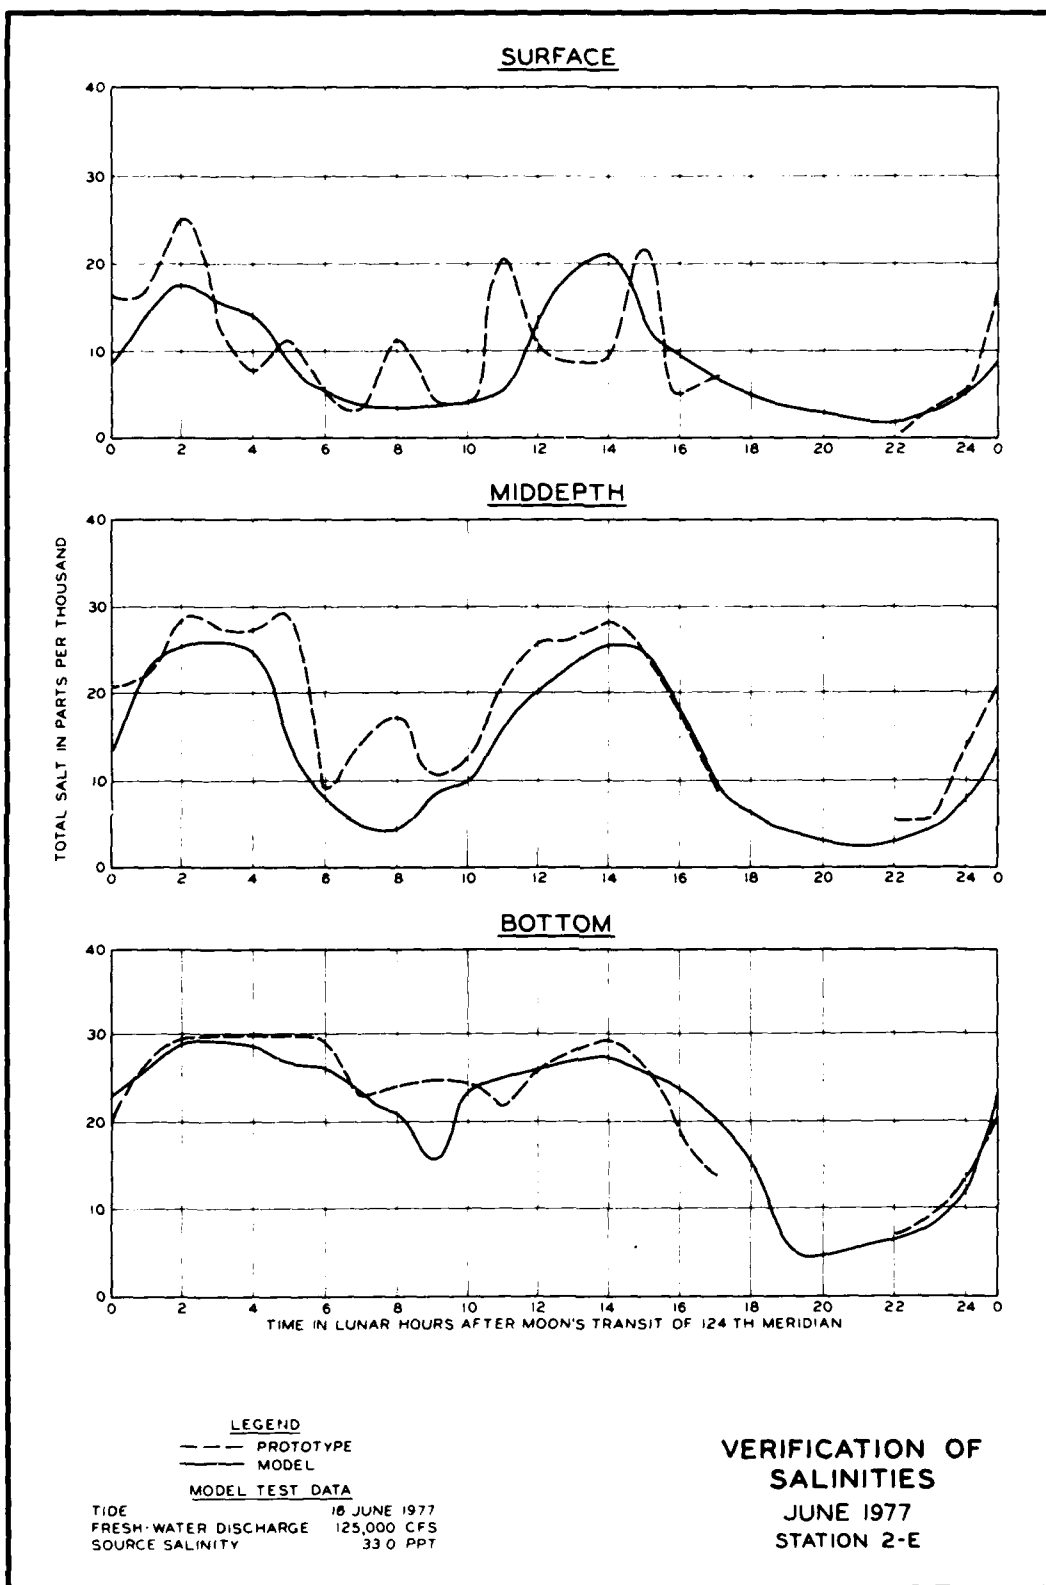 SURFACE
40
30
20
10
0
0 2 4 6 8 10 12 14 16 18 20 22 24 0
MIDDEPTH
TOTAL SALT IN PARTS PER THOUSAND
40
30
20
10
0
0 2 4 6 8 10 12 14 16 18 20 22 24 0
BOTTOM
40
30
20
10
0
0 2 4 6 8 10 12 14 16 18 20 22 24 0
TIME IN LUNAR HOURS AFTER MOON'S TRANSIT OF 124 TH MERIDIAN
LEGEND
PROTOTYPE
MODEL
MODEL TEST DATA
TIDE 16 JUNE 1977
FRESH-WATER DISCHARGE 125,000 CFS
SOURCE SALINITY 33 0 PPT
VERIFICATION OF
SALINITIES
JUNE 1977
STATION 2-E